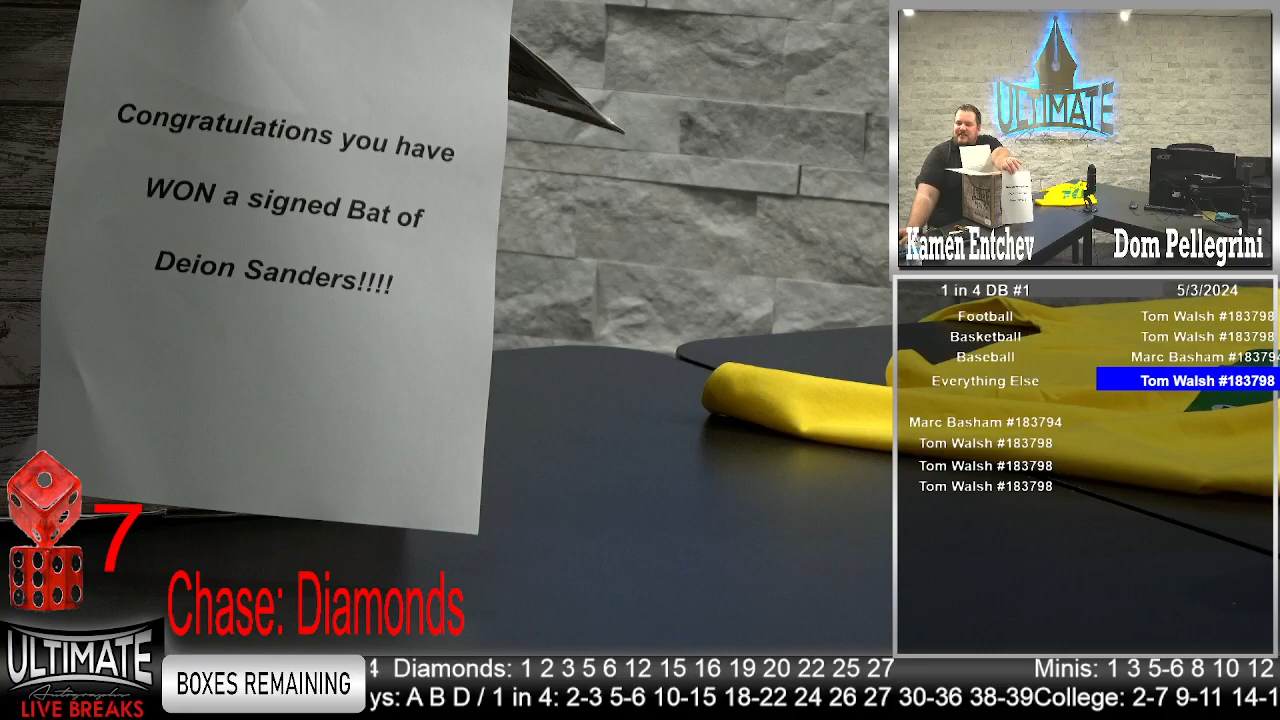 Congratulations you have
WON a signed Bat of
Deion Sanders!!!!
ULTIMATE
Kamen Entchev
Dom Pellegrini
1 in 4 DB #1 5/3/2024
Football Tom Walsh #183798
Basketball Tom Walsh #183798
Baseball Marc Basham #18379
Everything Else Tom Walsh #183798
Marc Basham #183794
Tom Walsh #183798
Tom Walsh #183798
Tom Walsh #183798
7
Chase: Diamonds
ULTIMATE
Autographs
LIVE BREAKS
BOXES REMAINING
4 Diamonds: 1 2 3 5 6 12 15 16 19 20 22 25 27 Minis: 1 3 5-6 8 10 12
ys: A B D / 1 in 4: 2-3 5-6 10-15 18-22 24 26 27 30-36 38-39College: 2-7 9-11 14-1